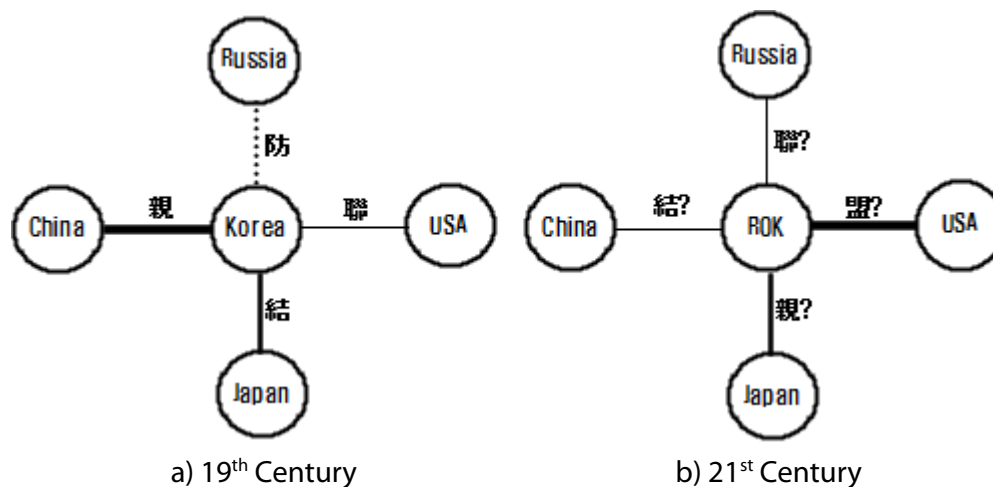 Russia
防
China
親
Korea
聯
USA
結
Japan
a) 19th Century
Russia
聯?
China
結?
ROK
盟?
USA
親?
Japan
b) 21st Century